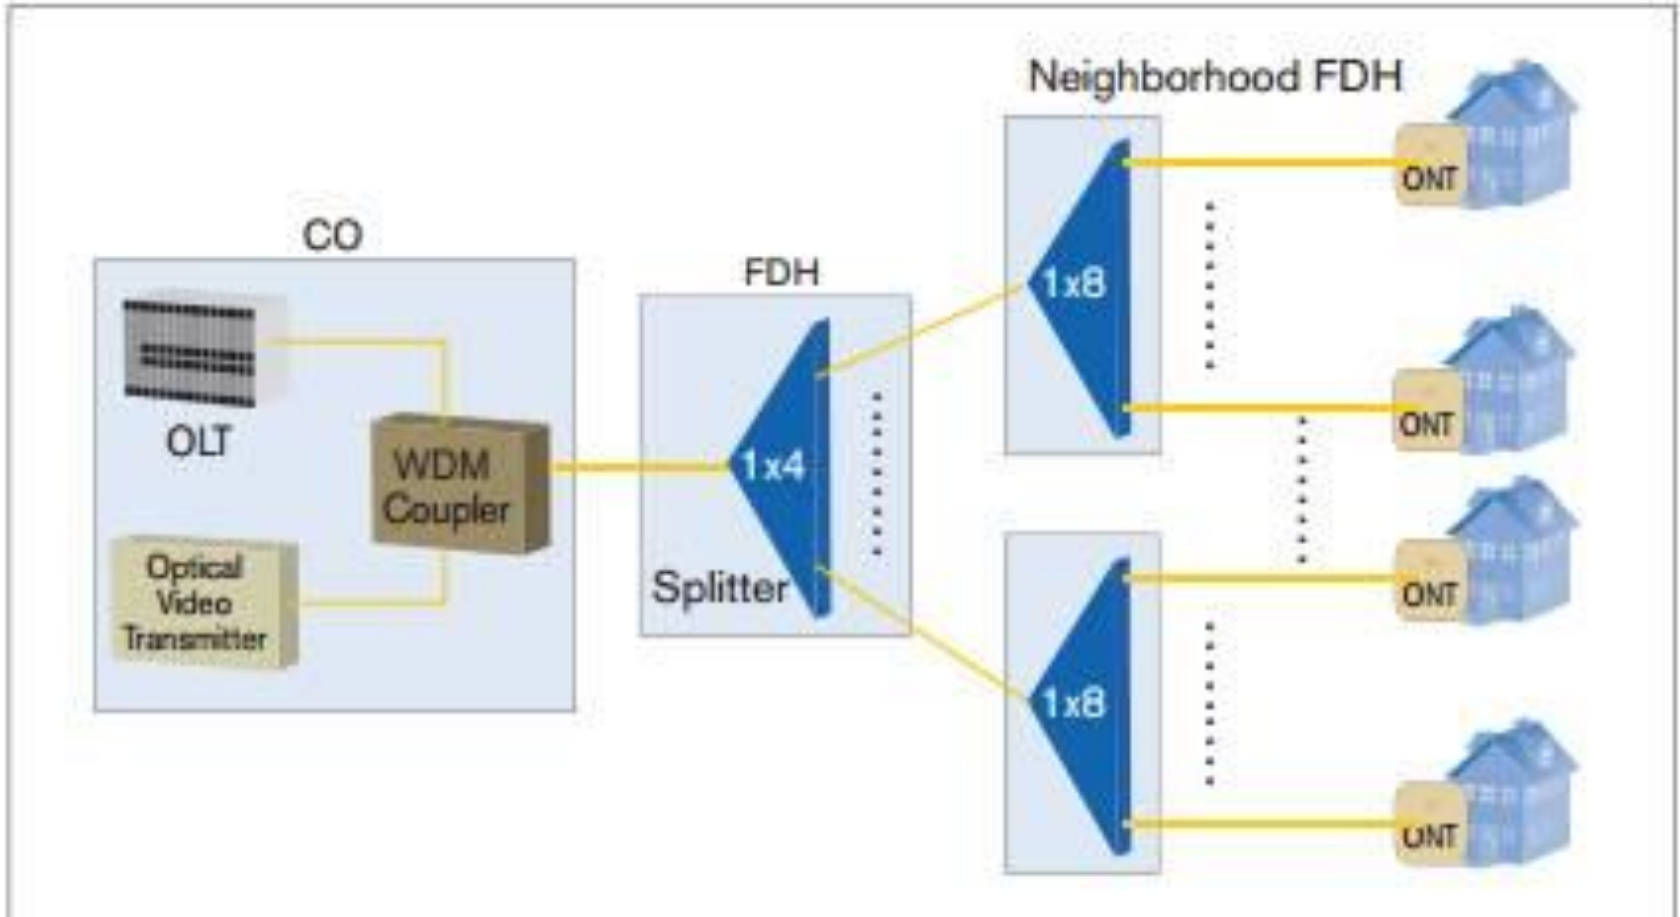 Neighborhood FDH
ONT
CO
FDH
1x8
OLT
ONT
WDM
Coupler
1x4
Optical
Video
Transmitter
Splitter
ONT
1x8
ONT